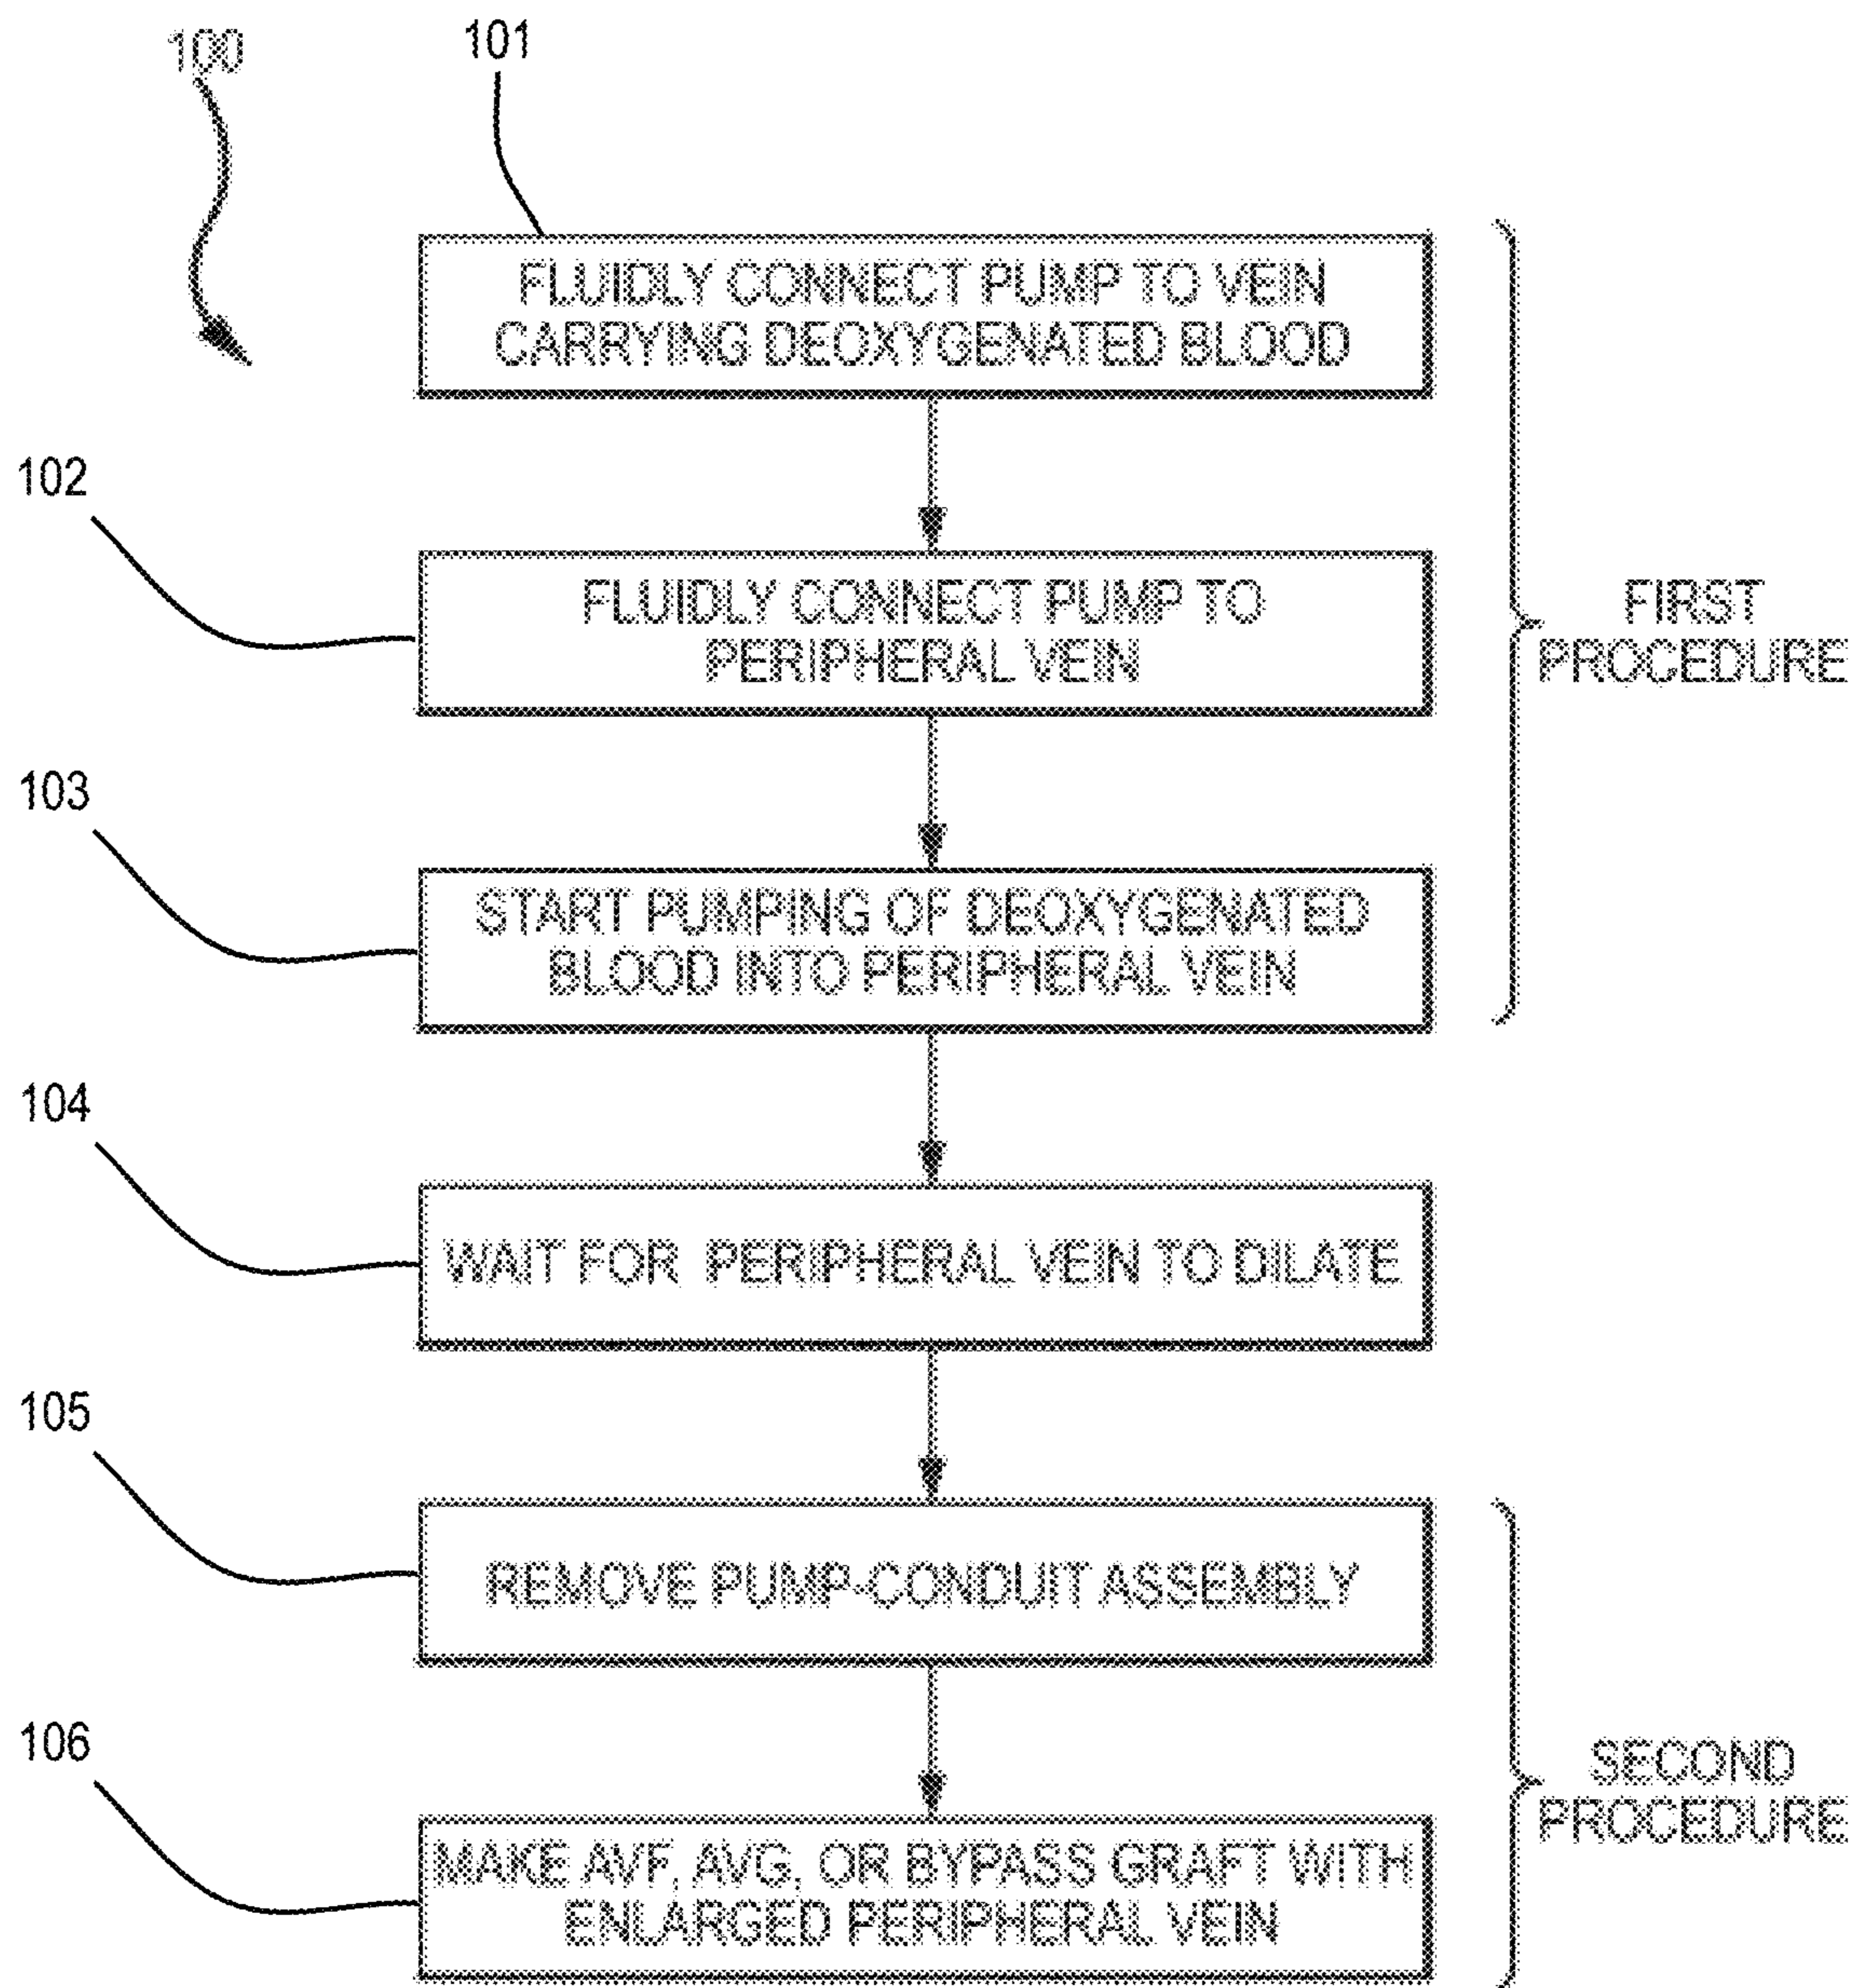 100
101
FLUIDLY CONNECT PUMP TO VEIN
CARRYING DEOXYGENATED BLOOD
102
FLUIDLY CONNECT PUMP TO
PERIPHERAL VEIN
FIRST
PROCEDURE
103
START PUMPING OF DEOXYGENATED
BLOOD INTO PERIPHERAL VEIN
104
WAIT FOR PERIPHERAL VEIN TO DILATE
105
REMOVE PUMP-CONDUIT ASSEMBLY
106
MAKE AVF, AVG, OR BYPASS GRAFT WITH
ENLARGED PERIPHERAL VEIN
SECOND
PROCEDURE